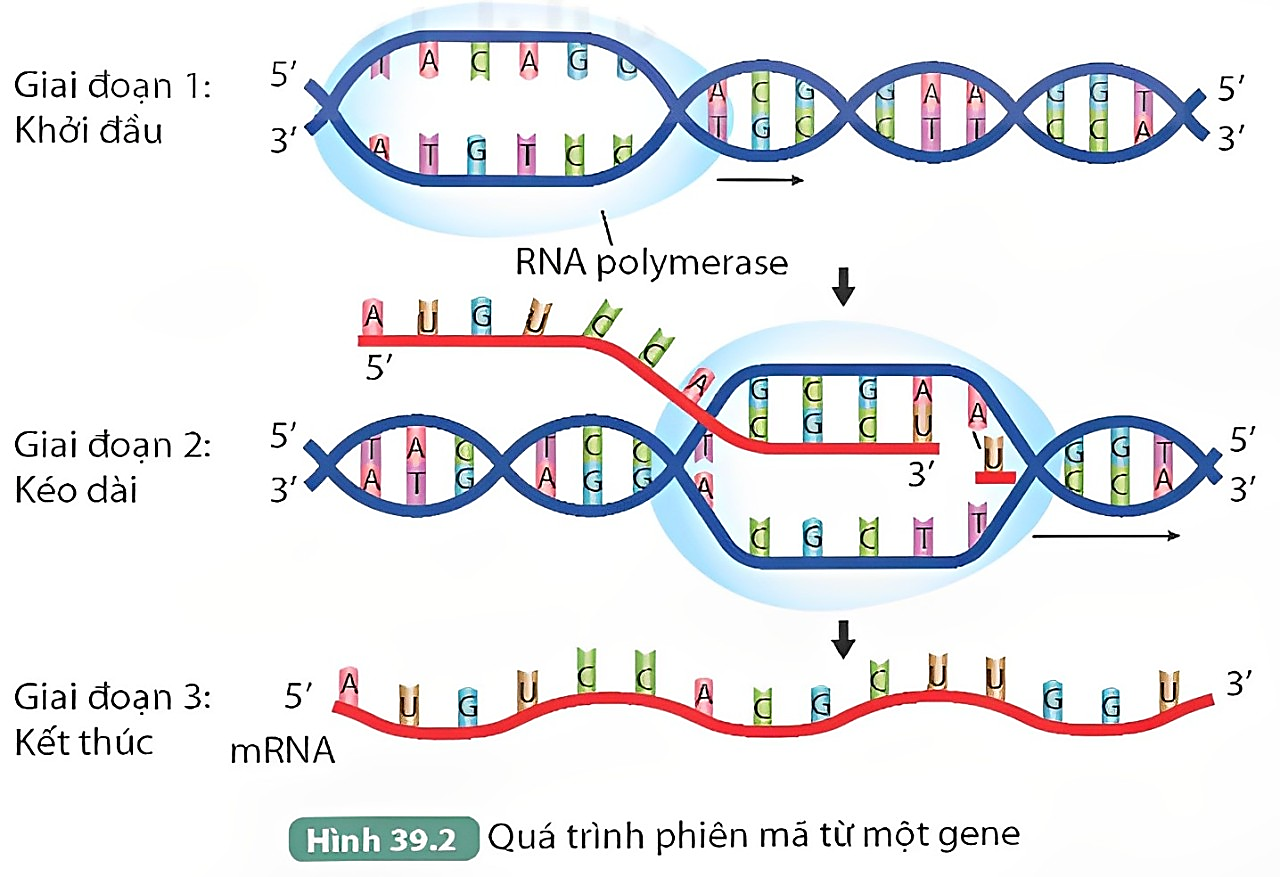 Giai đoạn 1:
Khởi đầu
5′
3′
T A C A G G
A T G T C C
A C G G A A G G T
T G C C T T C C A
5′
3′
RNA polymerase
A U G U C C A
5′
Giai đoạn 2:
Kéo dài
5′
3′
T A C T C C T
A T G A G G A
G C G A A
C G C U U
3′
C G C T T
G G T
C C A
5′
3′
Giai đoạn 3:
Kết thúc
5′
A U G U C C A C G C U U G G U
3′
mRNA
Hình 39.2 Quá trình phiên mã từ một gene